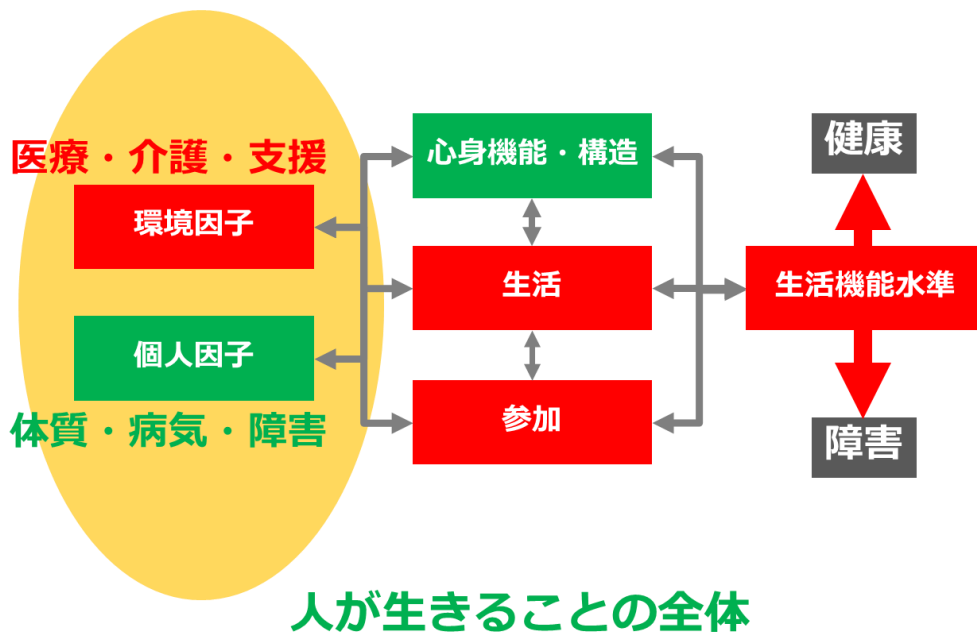 医療・介護・支援
環境因子
個人因子
体質・病気・障害
心身機能・構造
生活
参加
健康
生活機能水準
障害
人が生きることの全体